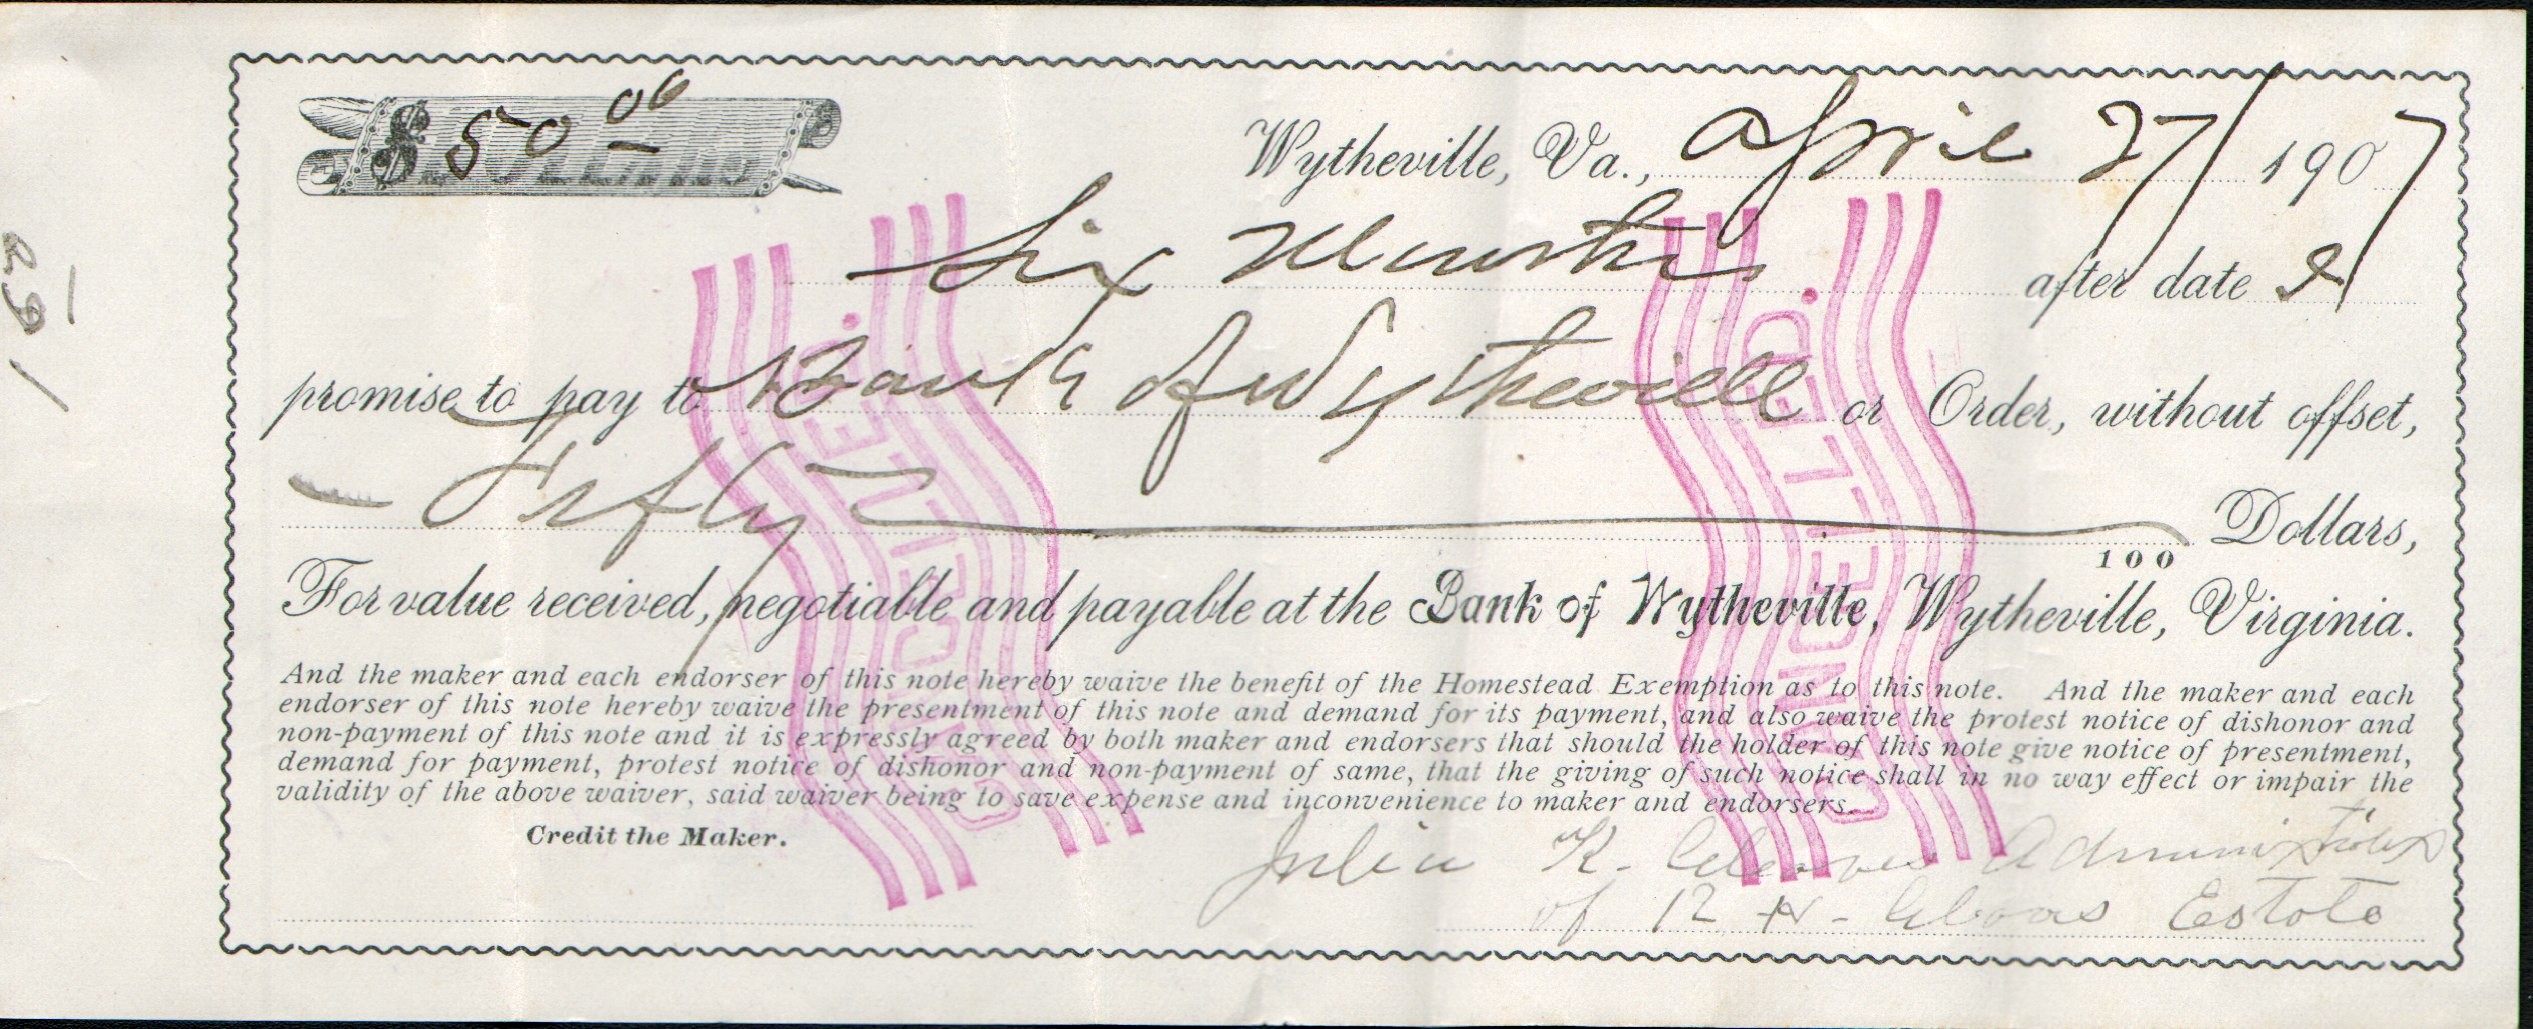 $ 50 00
Wytheville, Va., April 27/ 1907
Six Months after date I
promise to pay to Bank of Wytheville or Order, without offset,
Fifty Dollars,
100
For value received, negotiable and payable at the Bank of Wytheville, Wytheville, Virginia.
And the maker and each endorser of this note hereby waive the benefit of the Homestead Exemption as to this note. And the maker and each
endorser of this note hereby waive the presentment of this note and demand for its payment, and also waive the protest notice of dishonor and
non-payment of this note and it is expressly agreed by both maker and endorsers that should the holder of this note give notice of presentment,
demand for payment, protest notice of dishonor and non-payment of same, that the giving of such notice shall in no way effect or impair the
validity of the above waiver, said waiver being to save expense and inconvenience to maker and endorsers.
Credit the Maker.
Julia K. Administratrix
of Estate
CANCELLED.
CANCELLED.